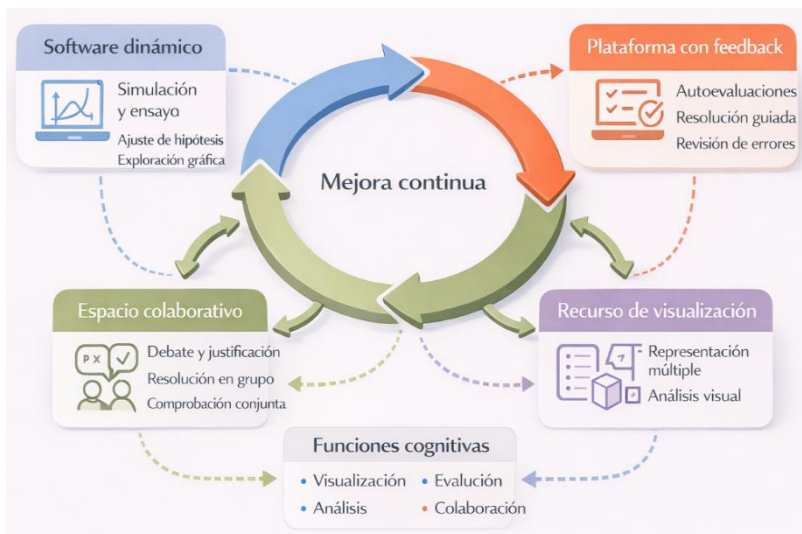 Software dinámico
Simulación
y ensayo
Ajuste de hipótesis
Exploración gráfica
Plataforma con feedback
Autoevaluaciones
Resolución guiada
Revisión de errores
Mejora continua
Espacio colaborativo
P x
Debate y justificación
Resolución en grupo
Comprobación conjunta
Recurso de visualización
Representación
múltiple
Análisis visual
Funciones cognitivas
• Visualización
• Evalución
• Análisis
• Colaboración